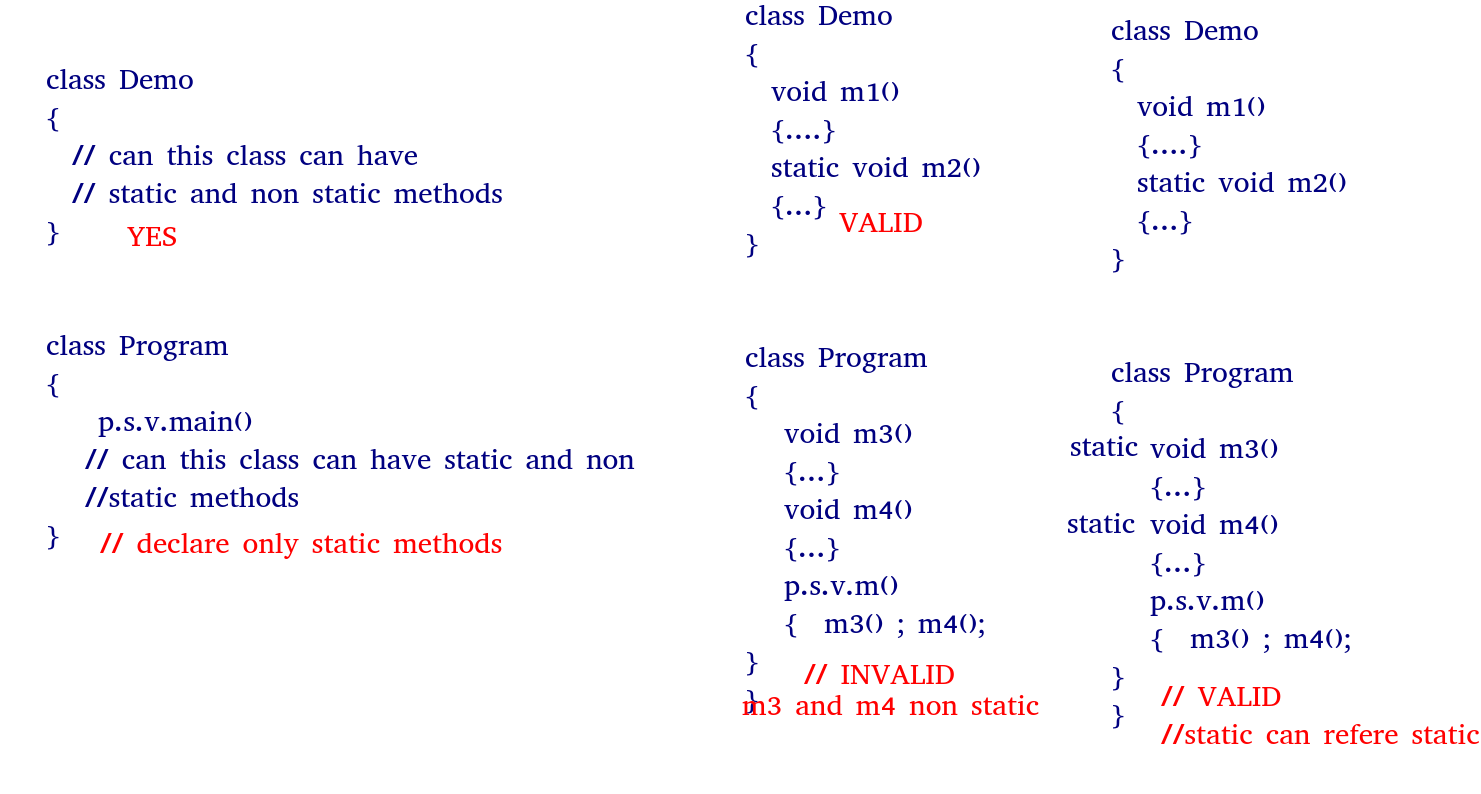 class Demo
{
// can this class can have
// static and non static methods
}
YES
class Program
{
p.s.v.main()
// can this class can have static and non
//static methods
}
// declare only static methods
class Demo
{
void m1()
{....}
static void m2()
{...}
VALID
}
class Program
{
void m3()
{...}
void m4()
{...}
p.s.v.m()
{ m3() ; m4();
}
// INVALID
}
m3 and m4 non static
class Demo
{
void m1()
{....}
static void m2()
{...}
}
class Program
{
static void m3()
{...}
static void m4()
{...}
p.s.v.m()
{ m3() ; m4();
}
// VALID
}
//static can refere static